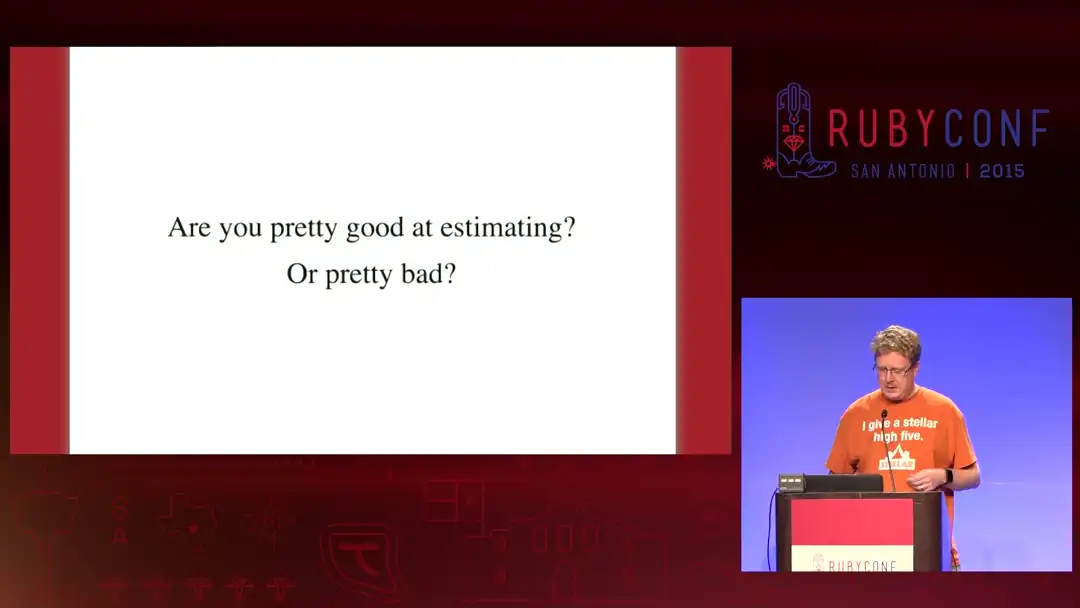 Are you pretty good at estimating?
Or pretty bad?
RUBYCONF
SAN ANTONIO | 2015
I give a stellar
high five.
STELLAR
RUBYCONF